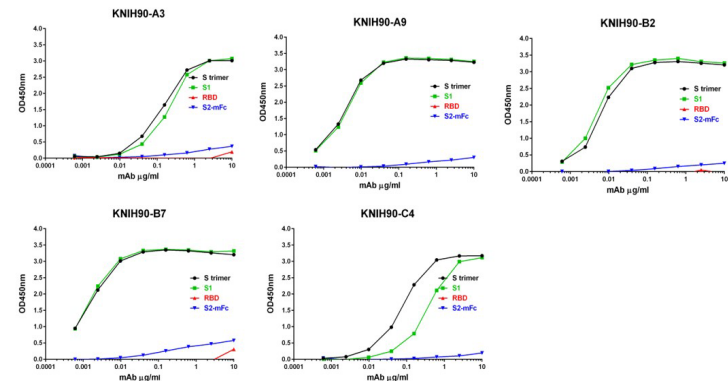 KNIH90-A3
4.0
3.5
3.0
2.5
2.0
1.5
1.0
0.5
0.0
OD450nm
0.0001
0.001
0.01
0.1
1
10
mAb μg/ml
S trimer
S1
RBD
S2-mFc
KNIH90-A9
4.0
3.5
3.0
2.5
2.0
1.5
1.0
0.5
0.0
OD450nm
0.0001
0.001
0.01
0.1
1
10
mAb μg/ml
S trimer
S1
RBD
S2-mFc
KNIH90-B2
4.0
3.5
3.0
2.5
2.0
1.5
1.0
0.5
0.0
OD450nm
0.0001
0.001
0.01
0.1
1
10
mAb μg/ml
S trimer
S1
RBD
S2-mFc
KNIH90-B7
4.0
3.5
3.0
2.5
2.0
1.5
1.0
0.5
0.0
OD450nm
0.0001
0.001
0.01
0.1
1
10
mAb μg/ml
S trimer
S1
RBD
S2-mFc
KNIH90-C4
4.0
3.5
3.0
2.5
2.0
1.5
1.0
0.5
0.0
OD450nm
0.0001
0.001
0.01
0.1
1
10
mAb μg/ml
S trimer
S1
RBD
S2-mFc